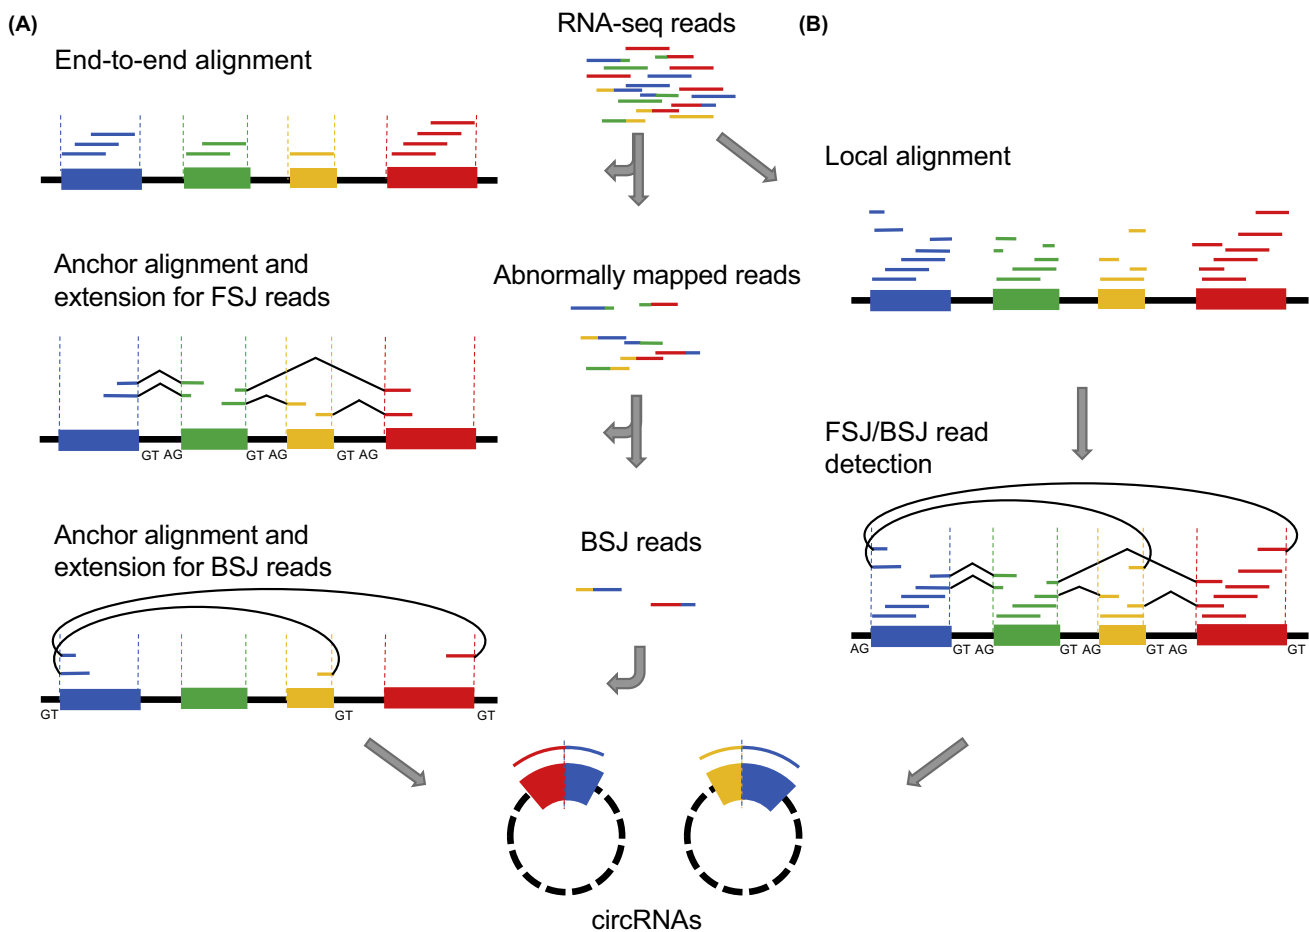 (A)
RNA-seq reads
(B)
End-to-end alignment
Local alignment
Anchor alignment and
extension for FSJ reads
Abnormally mapped reads
GT AG GT AG GT AG
FSJ/BSJ read
detection
Anchor alignment and
extension for BSJ reads
BSJ reads
AG GT AG GT AG GT AG GT
GT GT GT
circRNAs